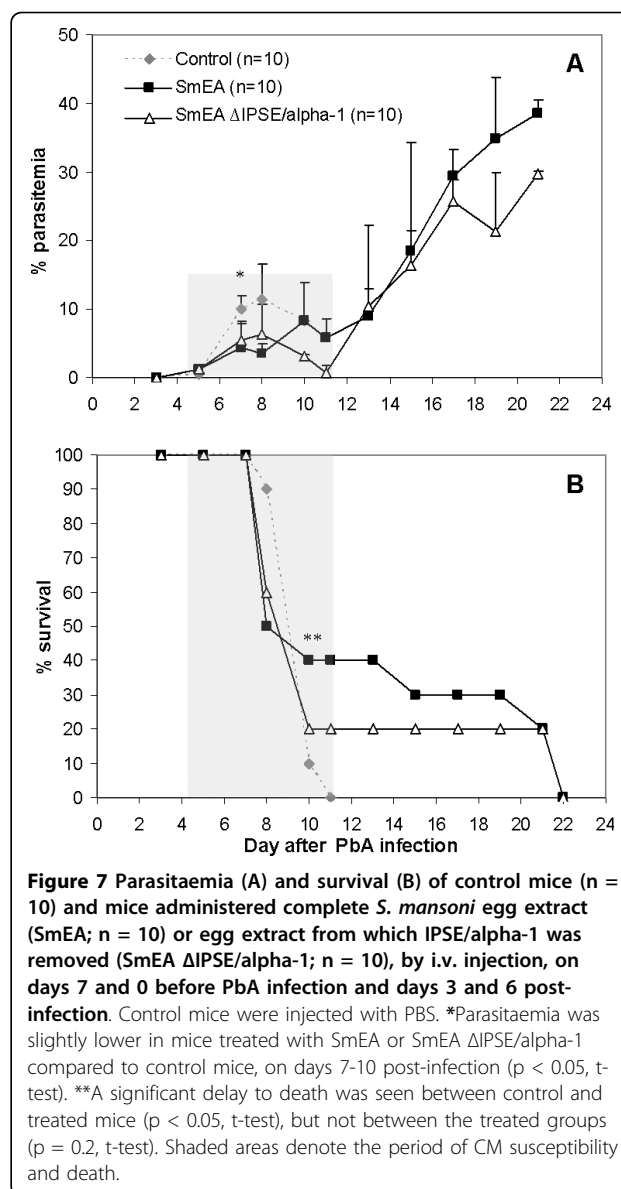 50
40
30
20
10
0
% parasitemia
Control (n=10)
SmEA (n=10)
SmEA ΔIPSE/alpha-1 (n=10)
A
*
0 2 4 6 8 10 12 14 16 18 20 22 24
100
90
80
70
60
50
40
30
20
10
0
% survival
B
**
0 2 4 6 8 10 12 14 16 18 20 22 24
Day after PbA infection
Figure 7 Parasitaemia (A) and survival (B) of control mice (n =
10) and mice administered complete S. mansoni egg extract
(SmEA; n = 10) or egg extract from which IPSE/alpha-1 was
removed (SmEA ΔIPSE/alpha-1; n = 10), by i.v. injection, on
days 7 and 0 before PbA infection and days 3 and 6 post-
infection. Control mice were injected with PBS. *Parasitaemia was
slightly lower in mice treated with SmEA or SmEA ΔIPSE/alpha-1
compared to control mice, on days 7-10 post-infection (p < 0.05, t-
test). **A significant delay to death was seen between control and
treated mice (p < 0.05, t-test), but not between the treated groups
(p = 0.2, t-test). Shaded areas denote the period of CM susceptibility
and death.